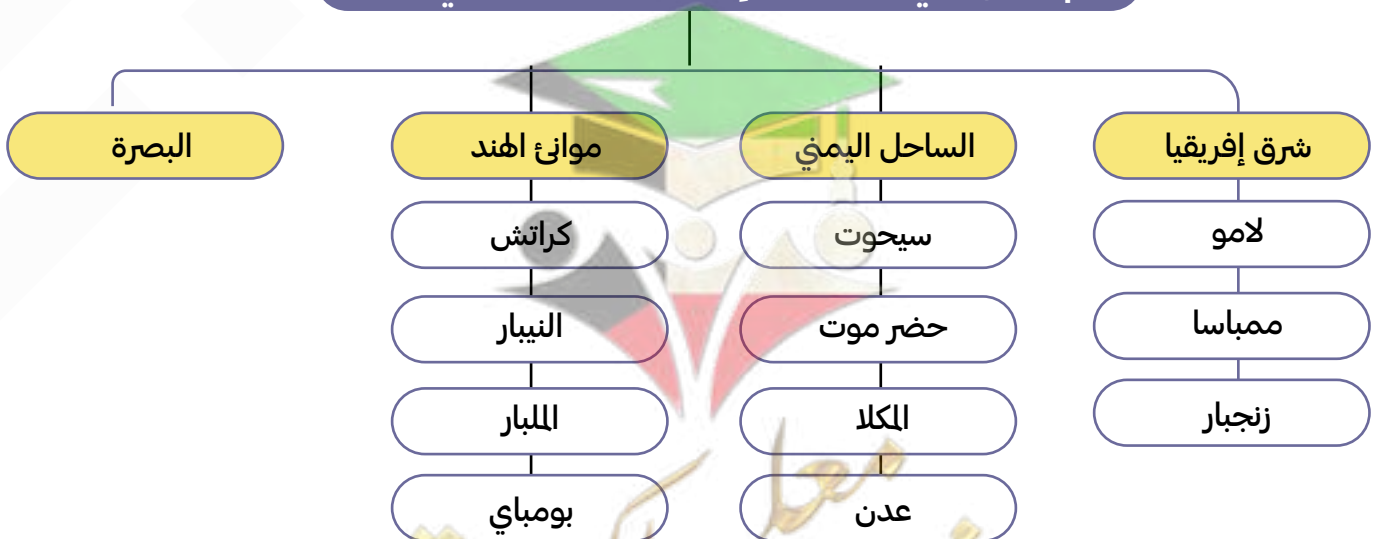 شرق إفريقيا
لامو
ممباسا
زنجبار
الساحل اليمني
سيحوت
حضر موت
المكلا
عدن
موانئ الهند
كراتش
النيبار
الملبار
بومباي
البصرة
معا